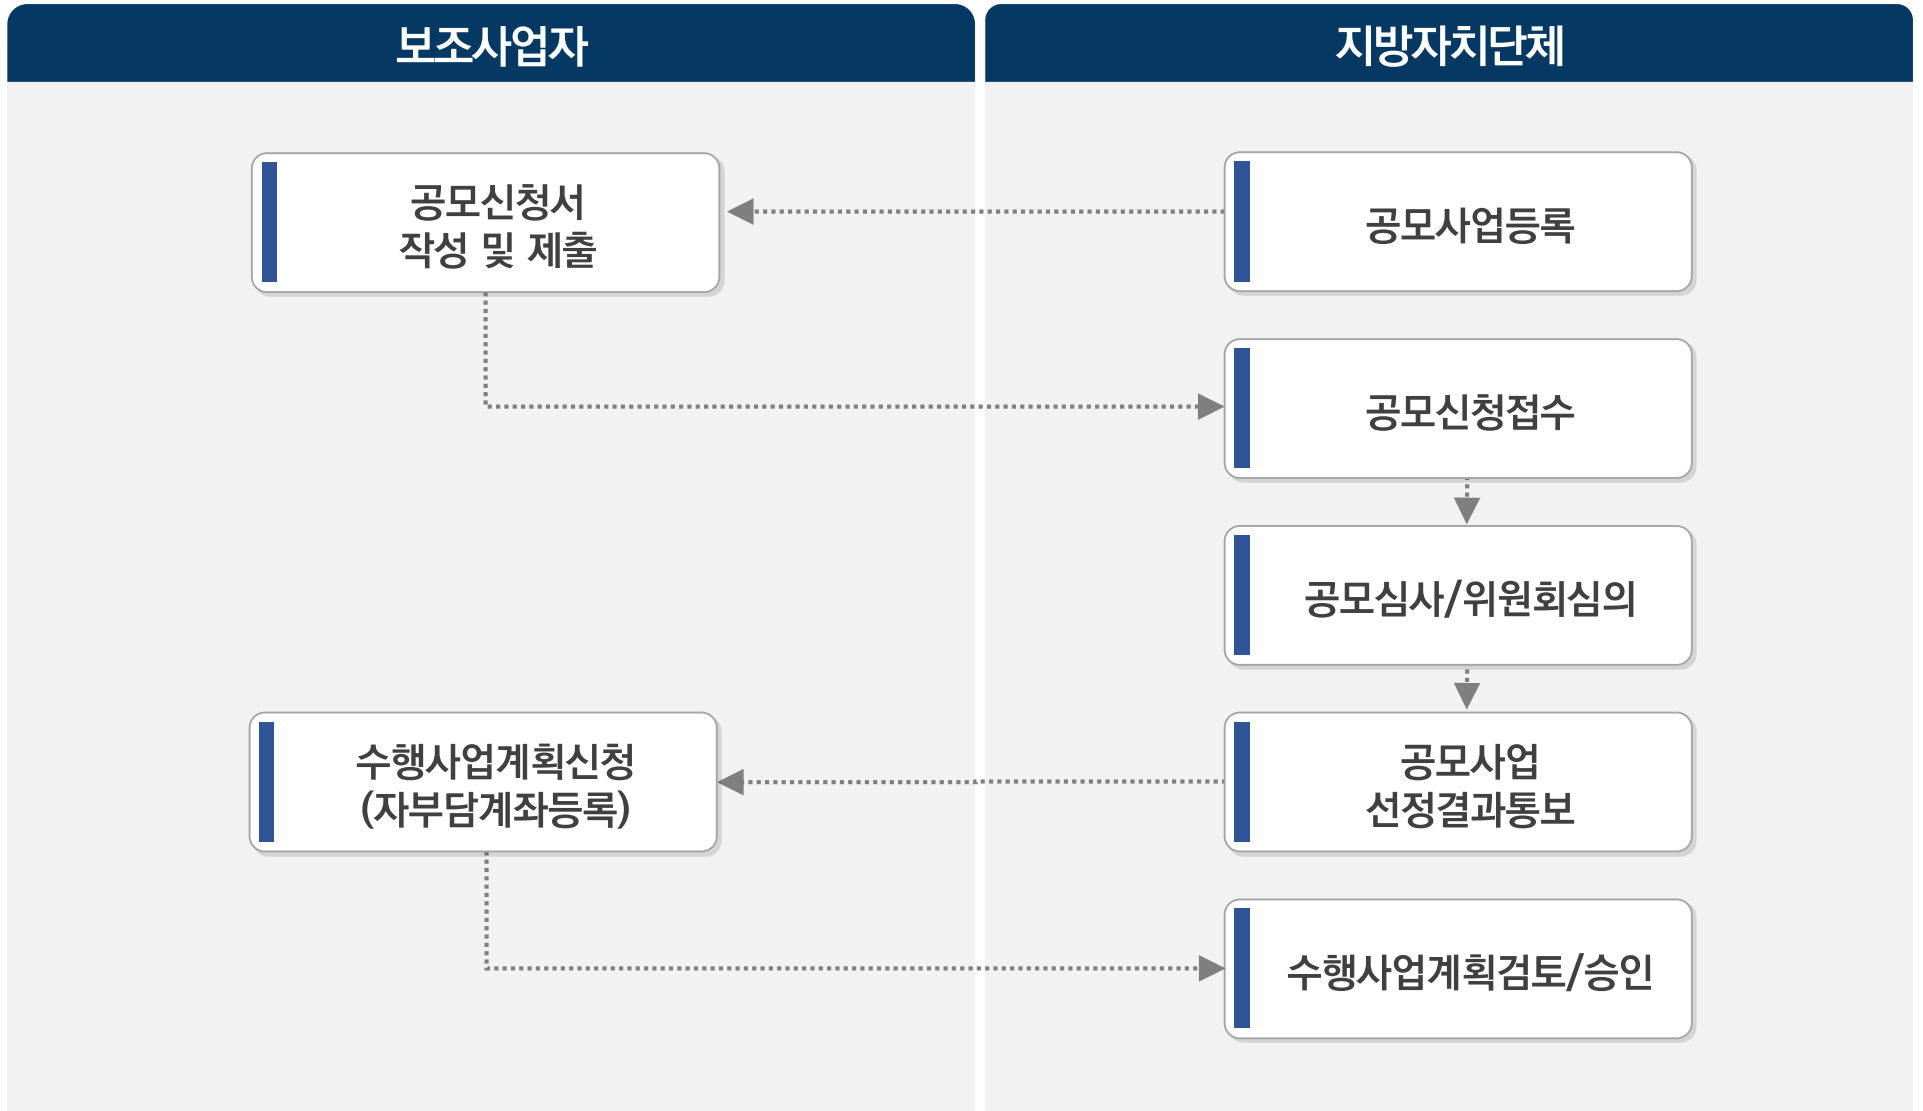 보조사업자
지방자치단체
공모신청서
작성 및 제출
공모사업등록
공모신청접수
공모심사/위원회심의
수행사업계획신청
(자부담계좌등록)
공모사업
선정결과통보
수행사업계획검토/승인